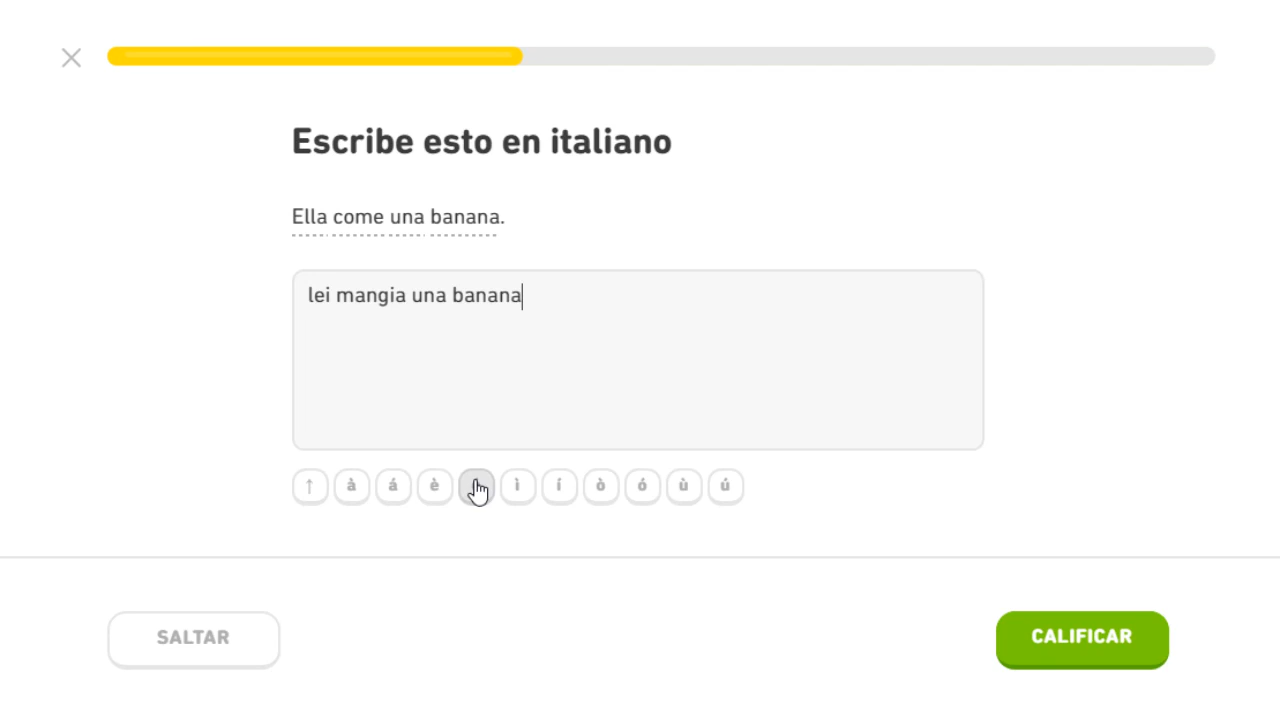 Escribe esto en italiano
Ella come una banana.
lei mangia una banana
↑ à á è ì í ò ó ù ú
SALTAR CALIFICAR